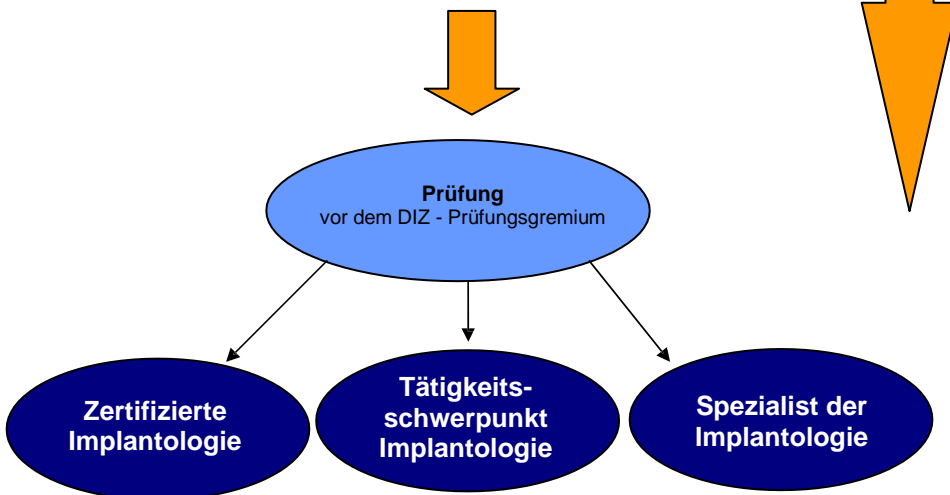 Prüfung
vor dem DIZ - Prüfungsgremium
Zertifizierte
Implantologie
Tätigkeits-
schwerpunkt
Implantologie
Spezialist der
Implantologie